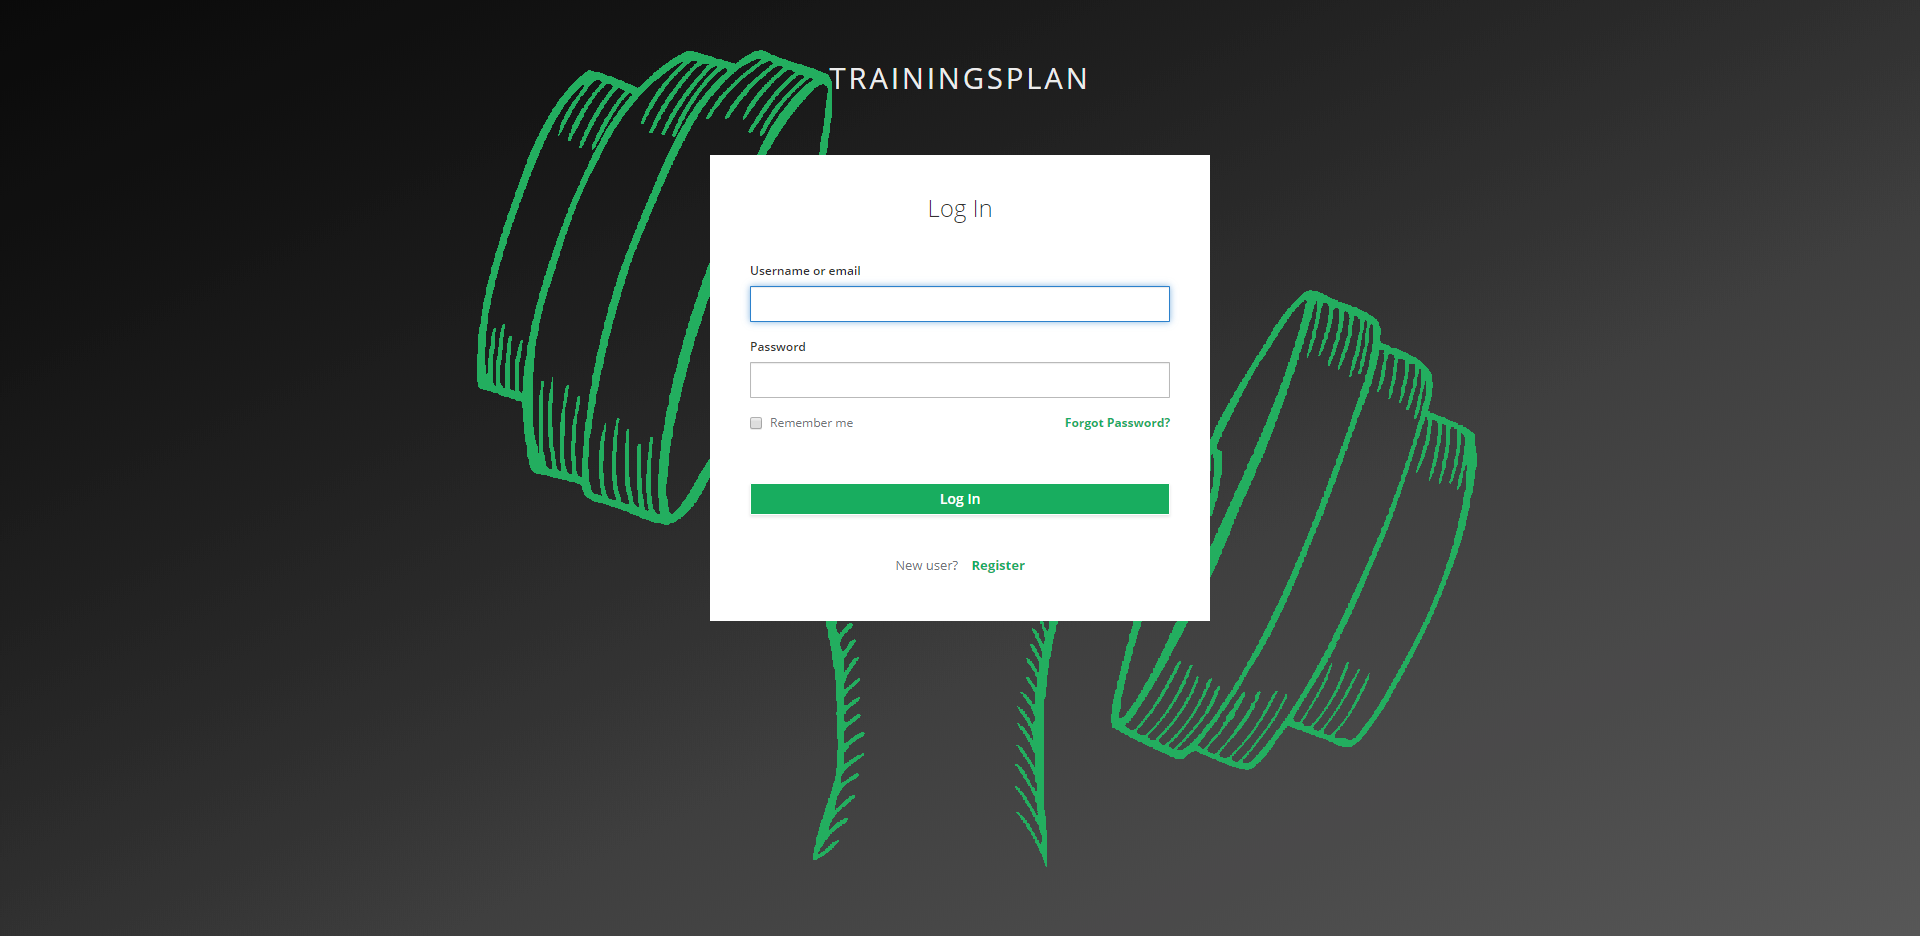 TRAININGSPLAN
Log In
Username or email
Password
Remember me
Forgot Password?
Log In
New user? Register